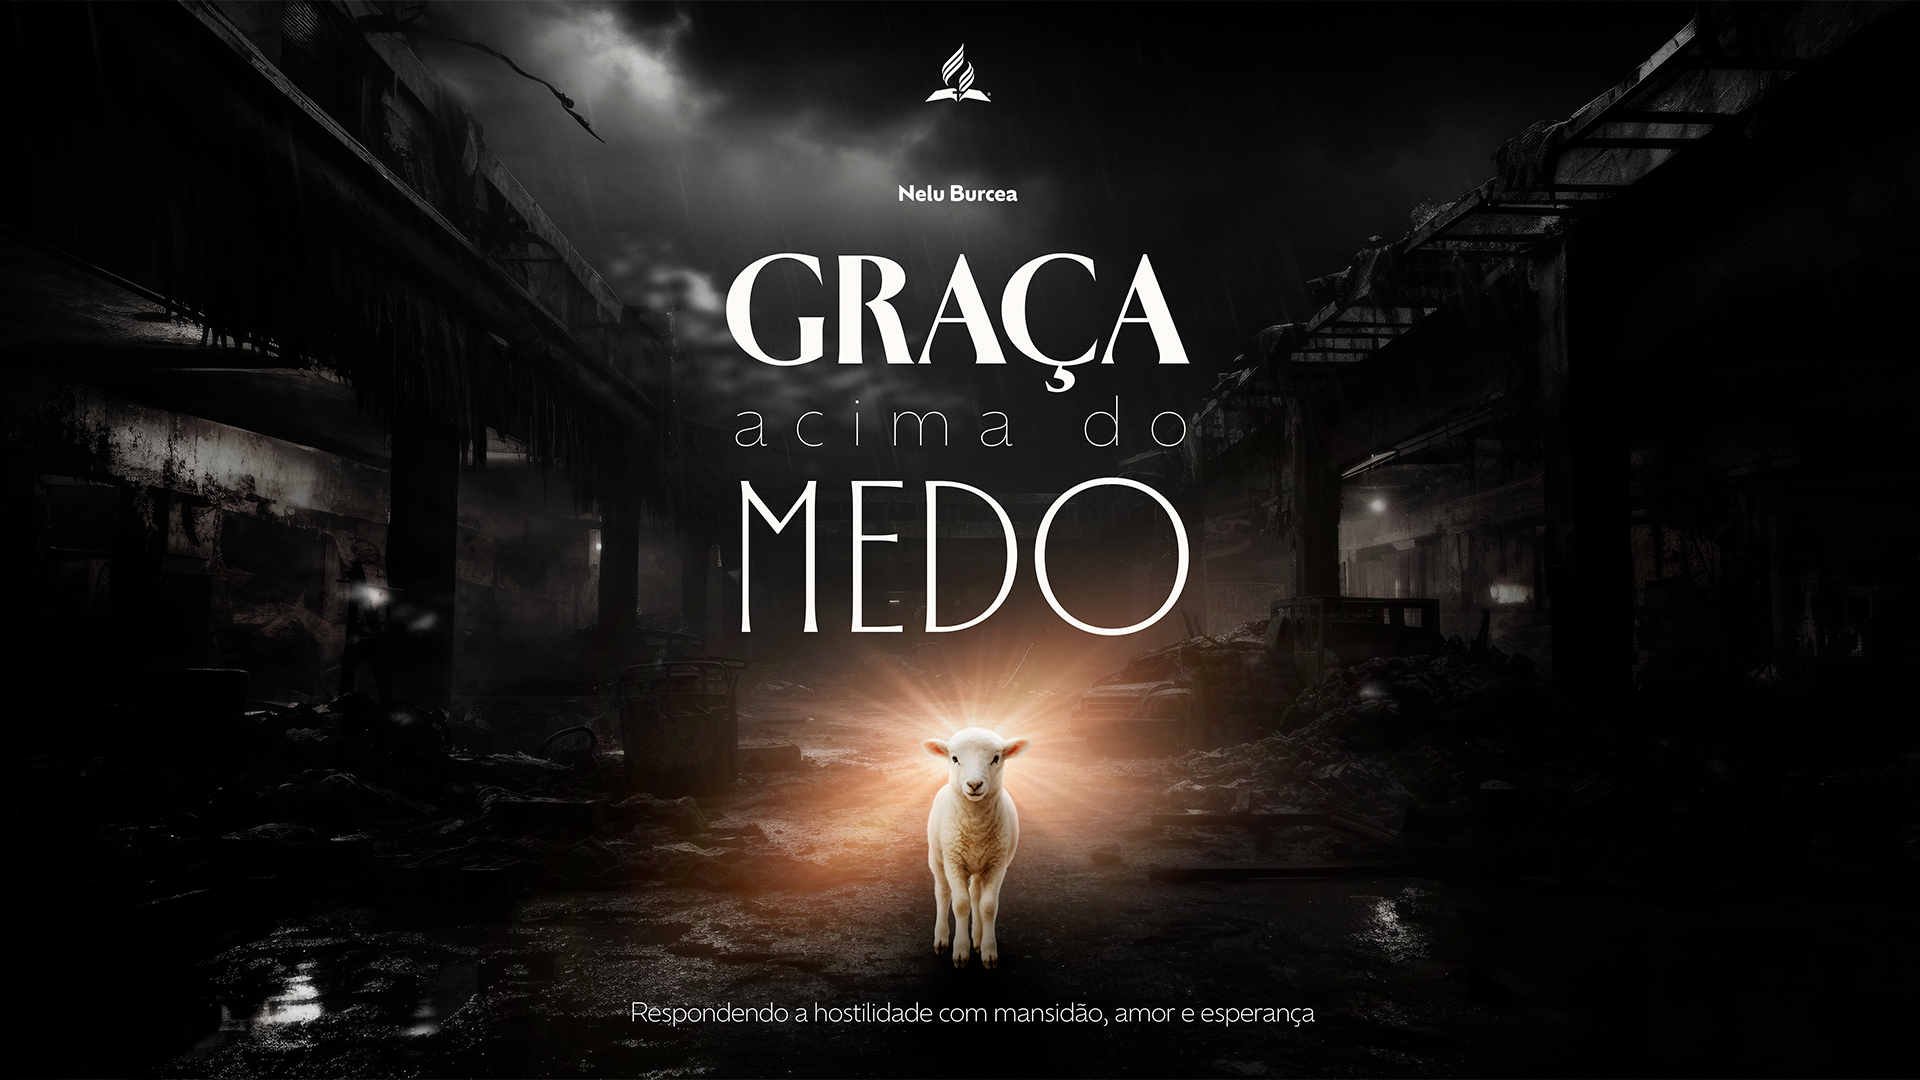 Nelu Burcea
GRAÇA
acima do
MEDO
Respondendo a hostilidade com mansidão, amor e esperança